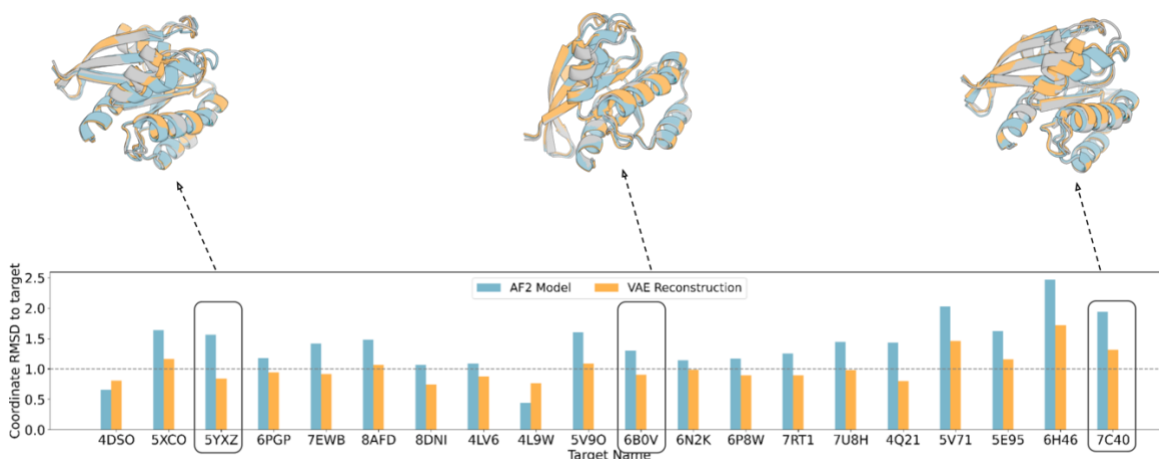 2.5
AF2 Model VAE Reconstruction
2.0
1.5
1.0
0.5
0.0
Coordinate RMSD to target
4DSO 5XCO 5YXZ 6PGP 7EWB 8AFD 8DNI 4LV6 4L9W 5V9O 6B0V 6N2K 6P8W 7RT1 7U8H 4Q21 5V71 5E95 6H46 7C40
Target Name